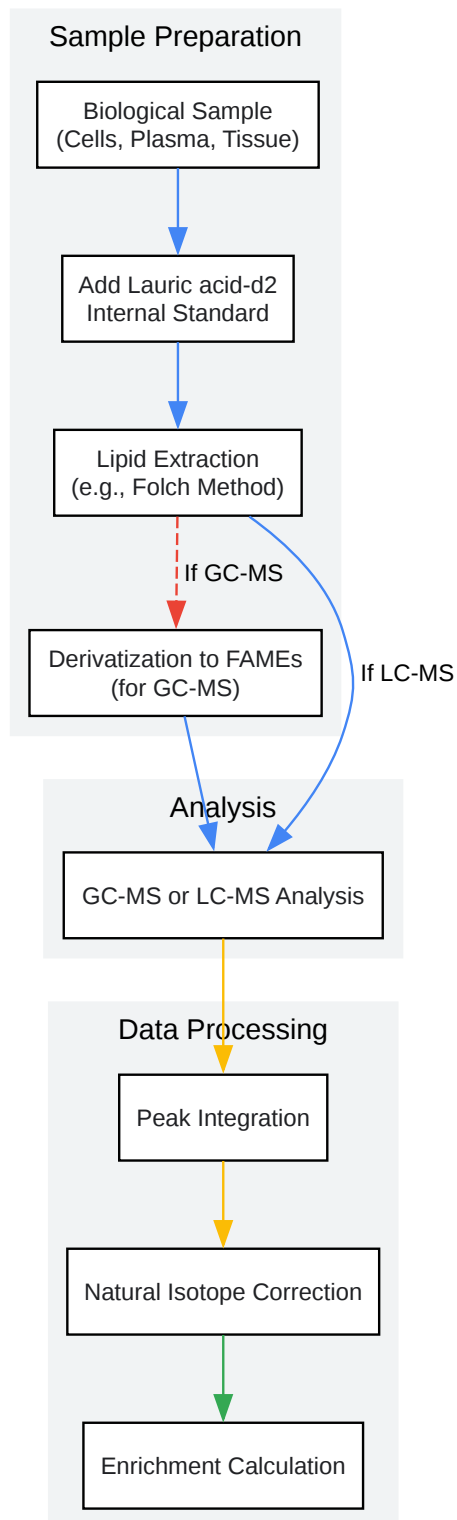 Sample Preparation
Biological Sample
(Cells, Plasma, Tissue)
Add Lauric acid-d2
Internal Standard
Lipid Extraction
(e.g., Folch Method)
If GC-MS
Derivatization to FAMEs
(for GC-MS)
If LC-MS
Analysis
GC-MS or LC-MS Analysis
Data Processing
Peak Integration
Natural Isotope Correction
Enrichment Calculation